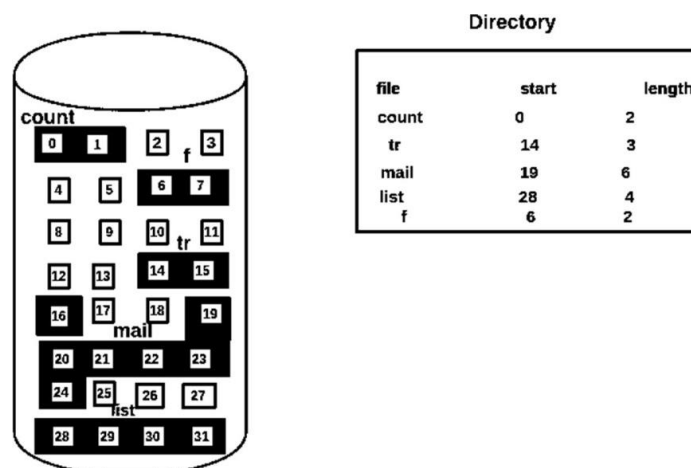 Directory
file start length
count 0 2
tr 14 3
mail 19 6
list 28 4
f 6 2
count
0 1 2 3
f
4 5 6 7
8 9 10 11
tr
12 13 14 15
16 17 18 19
mail
20 21 22 23
24 25 26 27
list
28 29 30 31